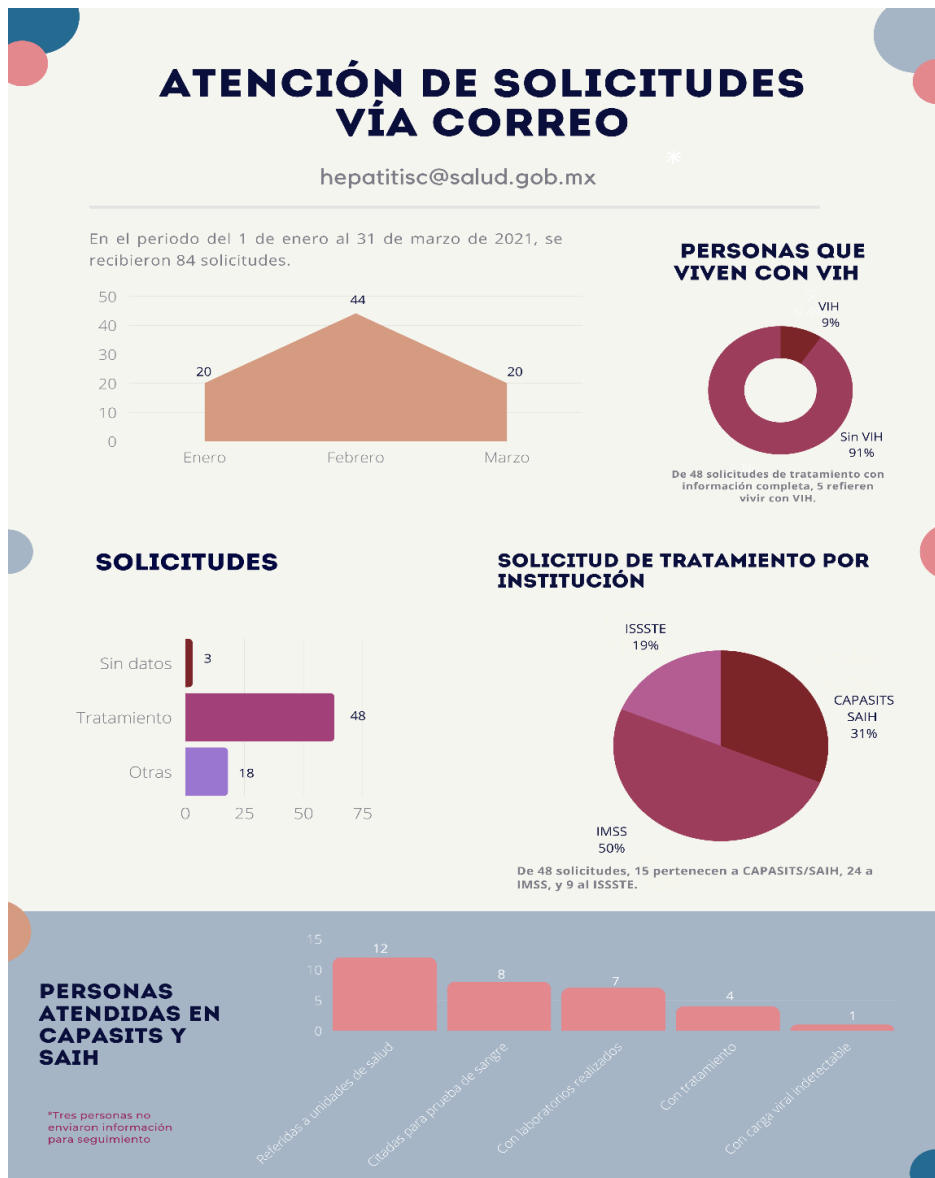 ATENCIÓN DE SOLICITUDES
VÍA CORREO
*
hepatitisc@salud.gob.mx
En el periodo del 1 de enero al 31 de marzo de 2021, se
recibieron 84 solicitudes.
50
40
30
20
10
0
20
44
20
Enero
Febrero
Marzo
PERSONAS QUE
VIVEN CON VIH
VIH
9%
Sin VIH
91%
De 48 solicitudes de tratamiento con
información completa, 5 refieren
vivir con VIH.
SOLICITUDES
Sin datos
3
Tratamiento
48
Otras
18
0
25
50
75
SOLICITUD DE TRATAMIENTO POR
INSTITUCIÓN
ISSSTE
19%
CAPASITS
SAIH
31%
IMSS
50%
De 48 solicitudes, 15 pertenecen a CAPASITS/SAIH, 24 a
IMSS, y 9 al ISSSTE.
PERSONAS
ATENDIDAS EN
CAPASITS Y
SAIH
*Tres personas no
enviaron información
para seguimiento
15
10
5
0
12
8
7
4
1
Referidas a unidades de salud
Citadas para prueba de sangre
Con laboratorios realizados
Con tratamiento
Con carga viral indetectable